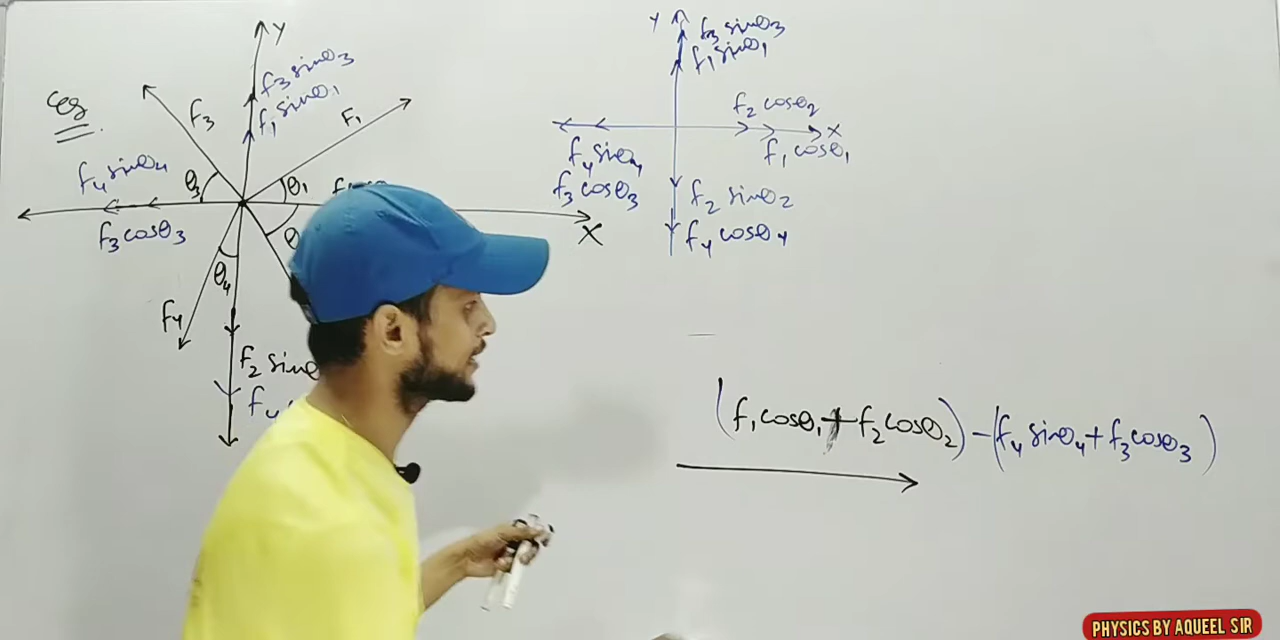 Y
f3 sinθ3
f1 sinθ1
eg
F3
F1
f4 sinθ4
θ3
θ1
θ
X
f3 cosθ3
θ4
f4
f2 sinθ
Y
f3 sinθ3
f1 sinθ1
f2 cosθ2
X
f1 cosθ1
f4 sinθ4
f3 cosθ3
f2 sinθ2
f4 cosθ4
(f1 cosθ1 + f2 cosθ2) - (f4 sinθ4 + f3 cosθ3)
PHYSICS BY AQUEEL SIR